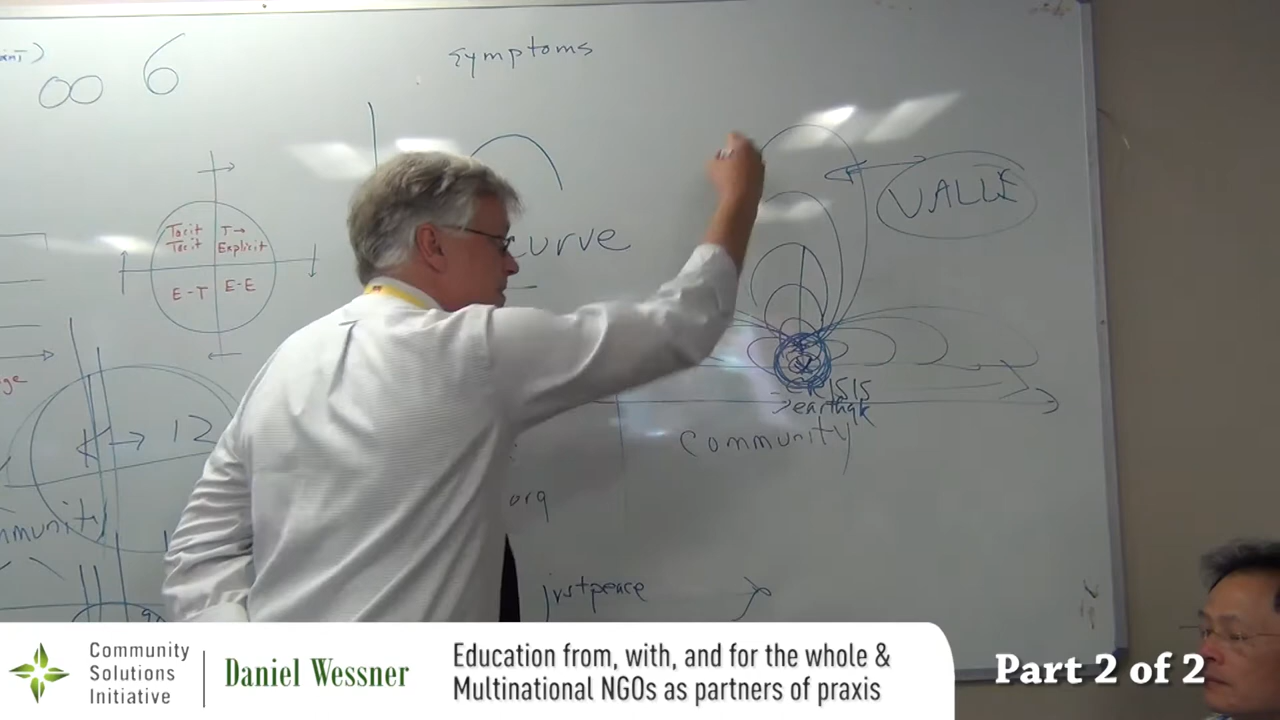 symptoms
00 6
Tacit T→
Tacit Explicit
E-T E-E
curve
VALUE
→ 12
CRISIS
earthqk
community
.org
justpeace
Community
Solutions
Initiative
Daniel Wessner
Education from, with, and for the whole &
Multinational NGOs as partners of praxis
Part 2 of 2